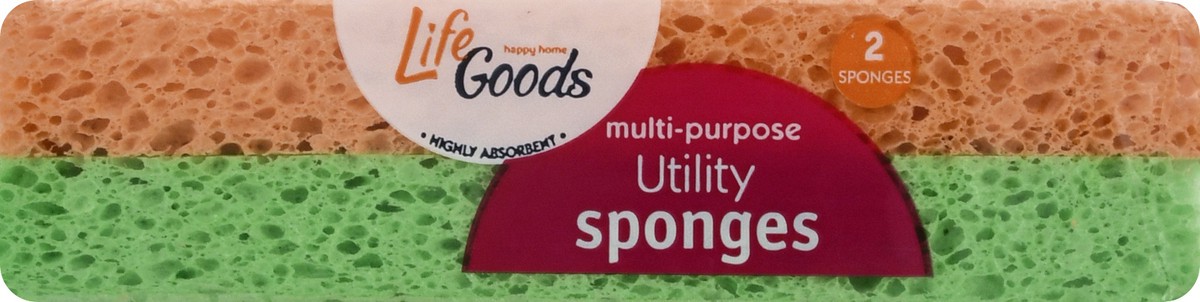 Life
happy home
Goods
• HIGHLY ABSORBENT •
2
SPONGES
multi-purpose
Utility
sponges